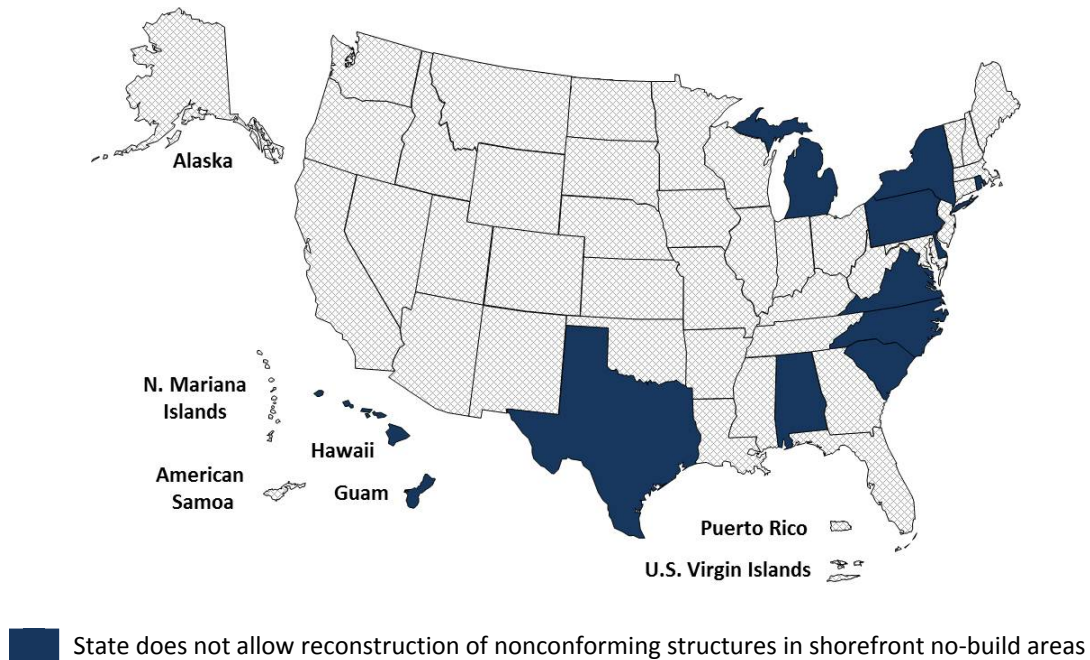 Alaska
N. Mariana
Islands
Hawaii
American
Samoa
Guam
Puerto Rico
U.S. Virgin Islands
State does not allow reconstruction of nonconforming structures in shorefront no-build areas